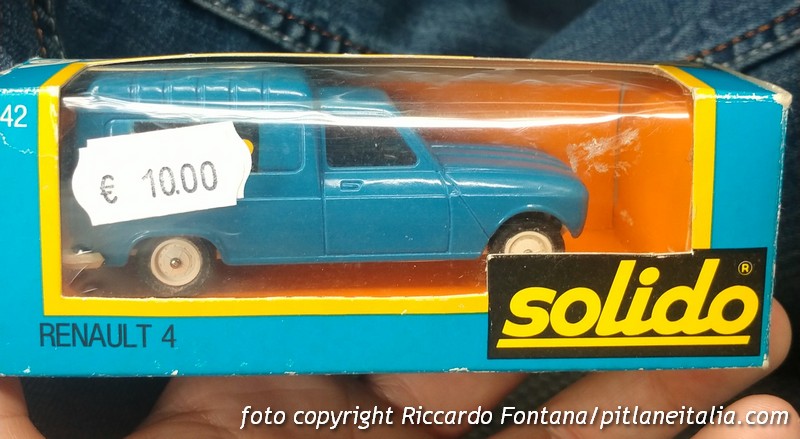 42
€ 10.00
solido®
RENAULT 4
foto copyright Riccardo Fontana/pitlaneitalia.com